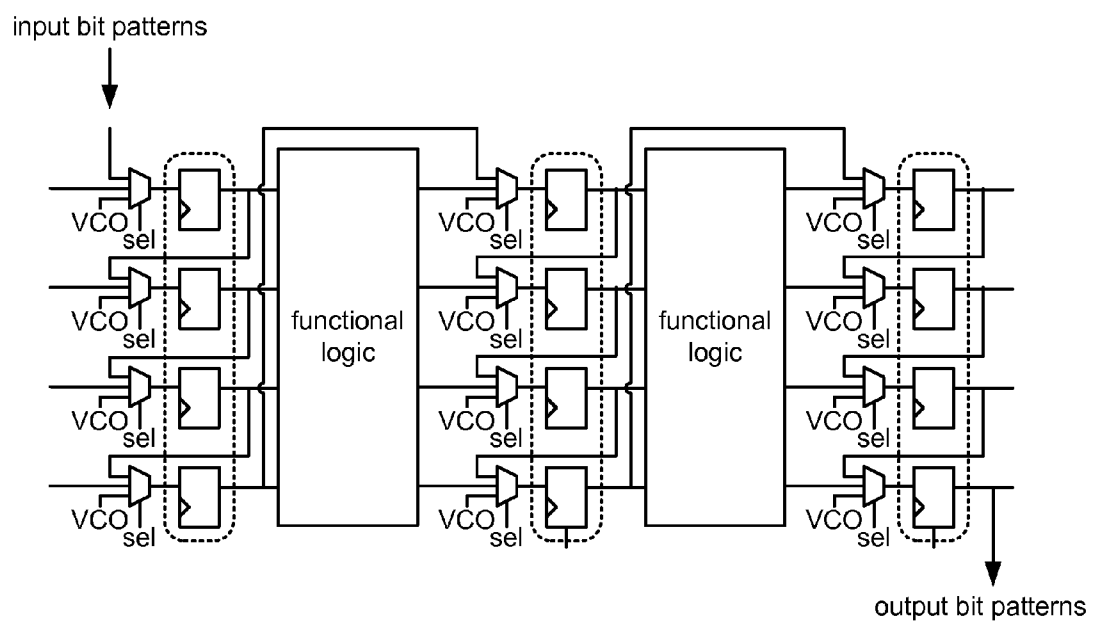 input bit patterns
VCO
sel
VCO
sel
VCO
sel
VCO
sel
VCO
sel
VCO
sel
functional
logic
functional
logic
VCO
sel
VCO
sel
VCO
sel
VCO
sel
VCO
sel
VCO
sel
output bit patterns